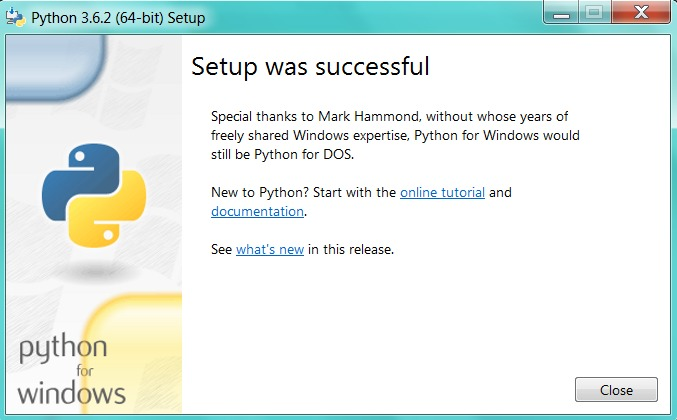 Python 3.6.2 (64-bit) Setup
Setup was successful
Special thanks to Mark Hammond, without whose years of
freely shared Windows expertise, Python for Windows would
still be Python for DOS.
New to Python? Start with the online tutorial and
documentation.
See what's new in this release.
python
for
windows
Close